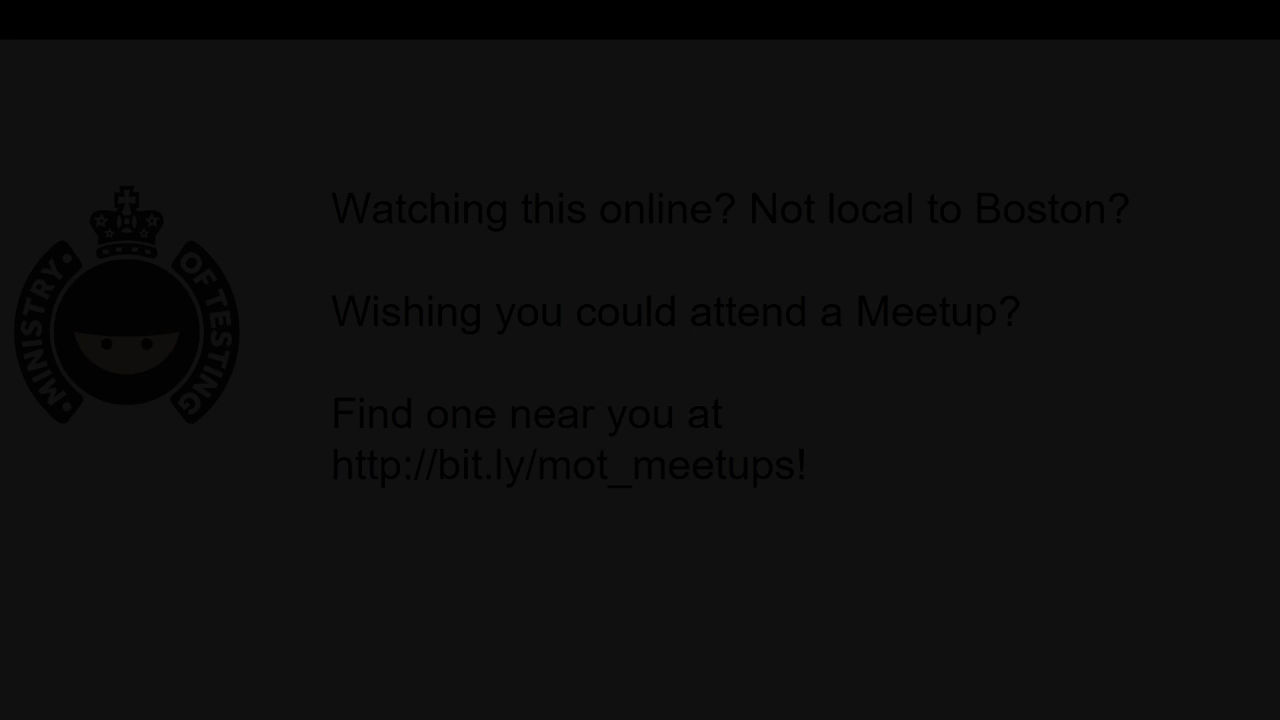 MINISTRY OF TESTING
Watching this online? Not local to Boston?
Wishing you could attend a Meetup?
Find one near you at
http://bit.ly/mot_meetups!